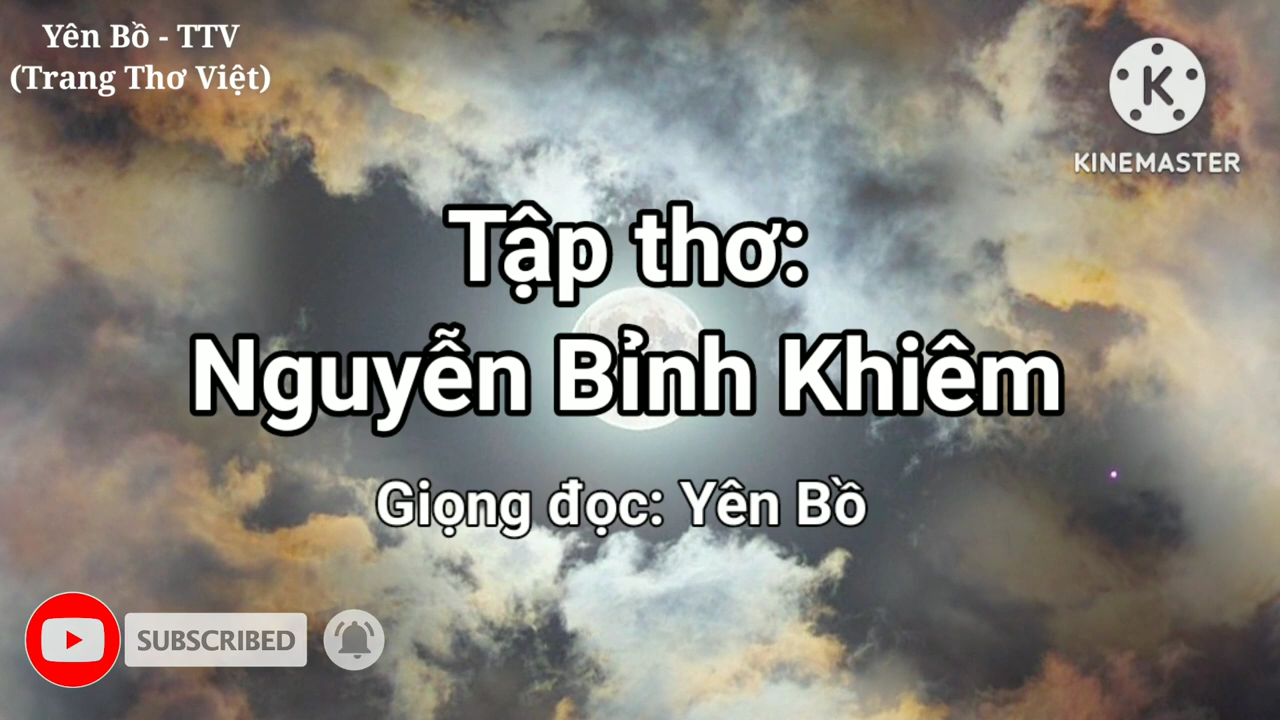 Yên Bồ - TTV
(Trang Thơ Việt)
K
KINEMASTER
Tập thơ:
Nguyễn Bỉnh Khiêm
Giọng đọc: Yên Bồ
SUBSCRIBED